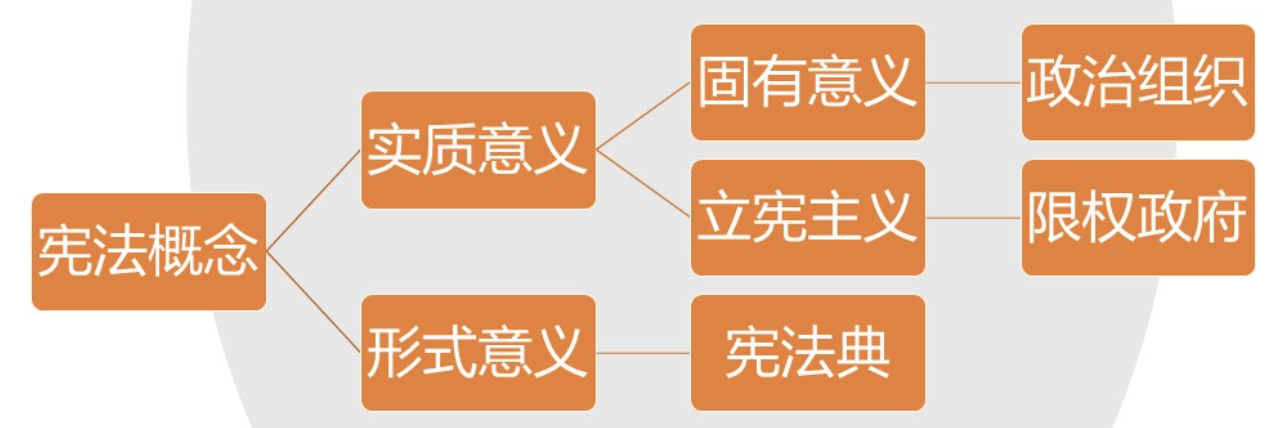 宪法概念
实质意义
固有意义
政治组织
立宪主义
限权政府
形式意义
宪法典